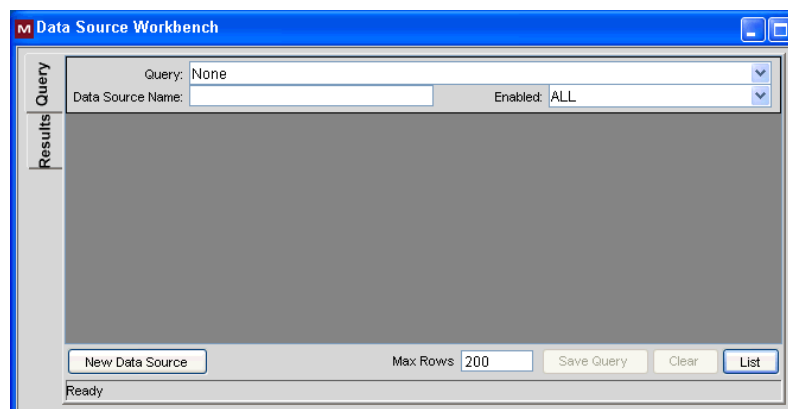 M Data Source Workbench
Query
Results
Query: None
Data Source Name:
Enabled: ALL
New Data Source
Max Rows 200
Save Query
Clear
List
Ready